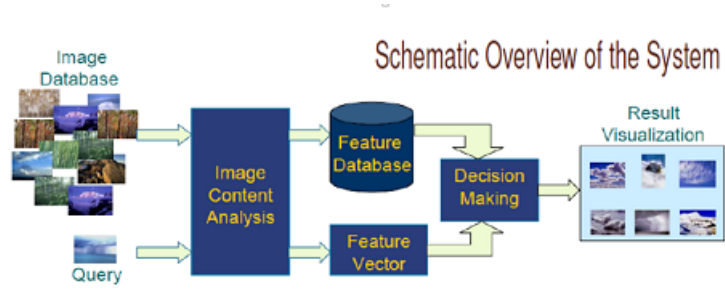 Schematic Overview of the System
Image
Database
Image
Content
Analysis
Feature
Database
Decision
Making
Result
Visualization
Query
Feature
Vector